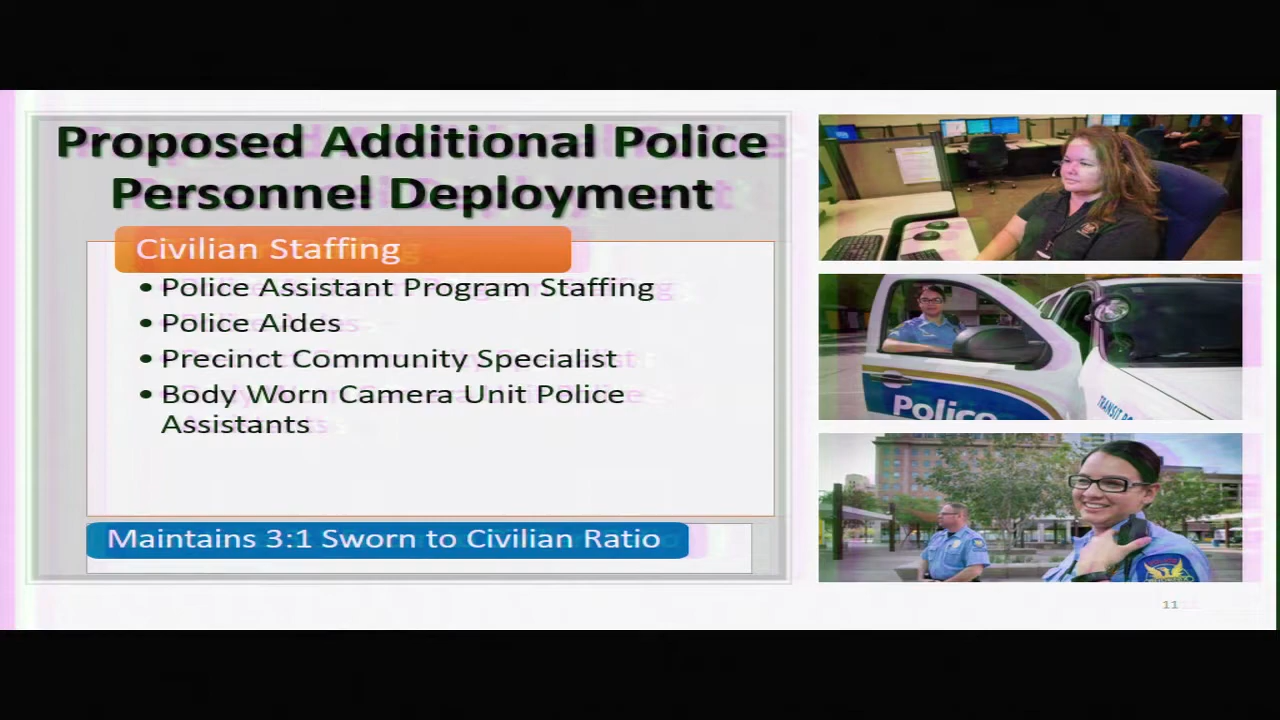 Proposed Additional Police
Personnel Deployment
Civilian Staffing
• Police Assistant Program Staffing
• Police Aides
• Precinct Community Specialist
• Body Worn Camera Unit Police
Assistants
Maintains 3:1 Sworn to Civilian Ratio
Police
TRANSIT
11